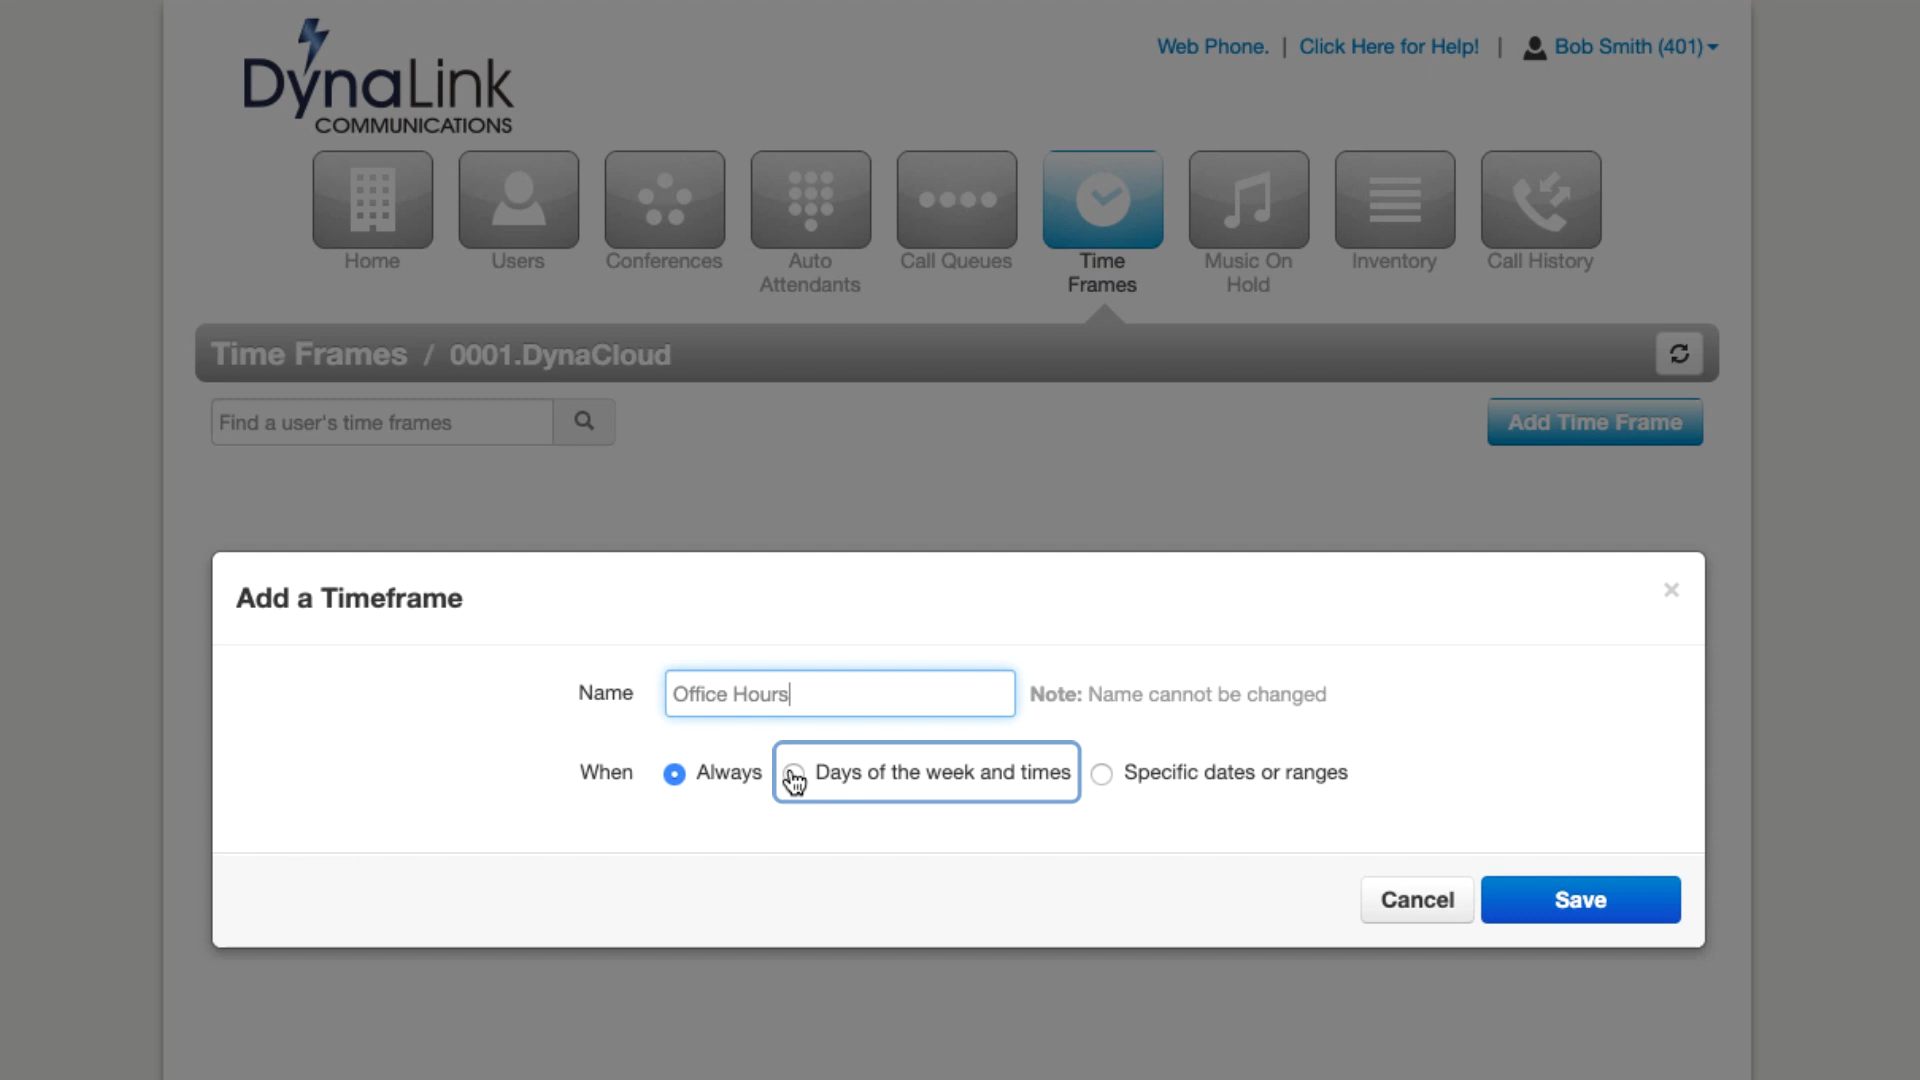 DynaLink
COMMUNICATIONS
Web Phone. | Click Here for Help! | Bob Smith (401)
Home
Users
Conferences
Auto
Attendants
Call Queues
Time
Frames
Music On
Hold
Inventory
Call History
Time Frames / 0001.DynaCloud
Find a user's time frames
Add Time Frame
Add a Timeframe
×
Name Office Hours Note: Name cannot be changed
When Always Days of the week and times Specific dates or ranges
Cancel Save